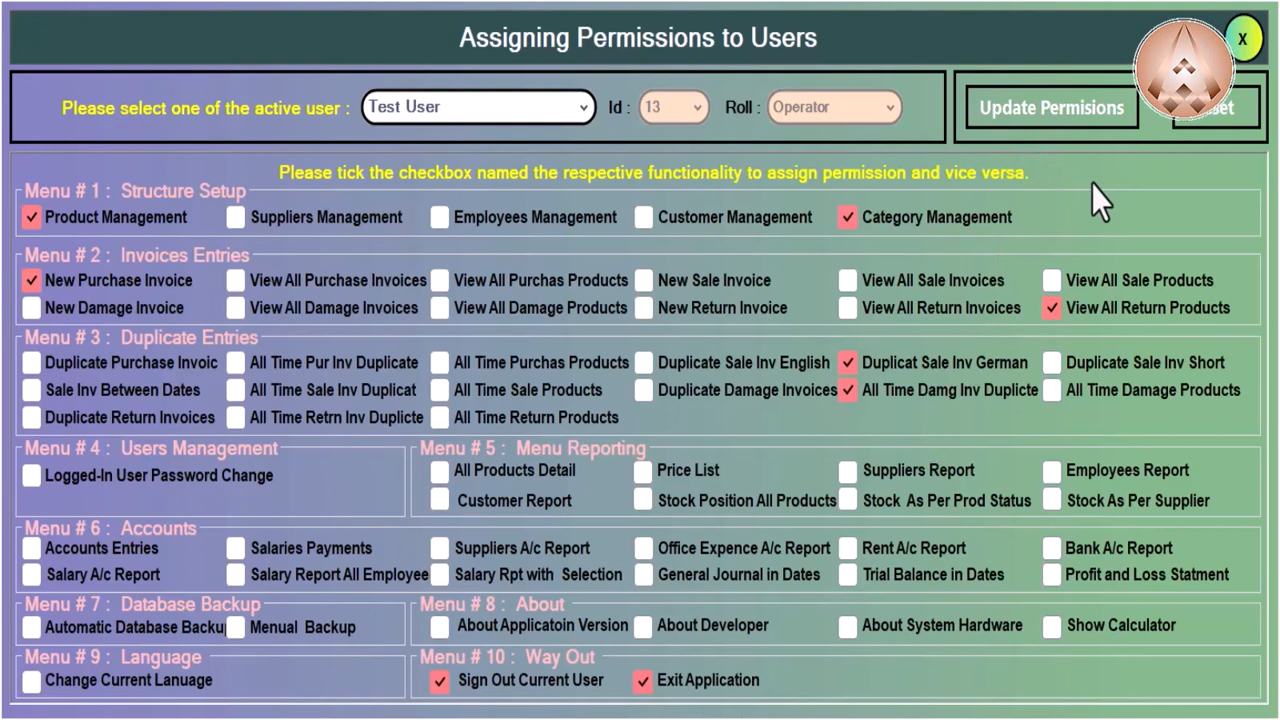 Assigning Permissions to Users
X
Please select one of the active user : Test User Id : 13 Roll : Operator Update Permisions
Please tick the checkbox named the respective functionality to assign permission and vice versa.
Menu # 1 : Structure Setup
Product Management Suppliers Management Employees Management Customer Management Category Management
Menu # 2 : Invoices Entries
New Purchase Invoice View All Purchase Invoices View All Purchas Products New Sale Invoice View All Sale Invoices View All Sale Products
New Damage Invoice View All Damage Invoices View All Damage Products New Return Invoice View All Return Invoices View All Return Products
Menu # 3 : Duplicate Entries
Duplicate Purchase Invoic All Time Pur Inv Duplicate All Time Purchas Products Duplicate Sale Inv English Duplicat Sale Inv German Duplicate Sale Inv Short
Sale Inv Between Dates All Time Sale Inv Duplicat All Time Sale Products Duplicate Damage Invoices All Time Damg Inv Duplicte All Time Damage Products
Duplicate Return Invoices All Time Retrn Inv Duplicte All Time Return Products
Menu # 4 : Users Management Menu # 5 : Menu Reporting
Logged-In User Password Change All Products Detail Price List Suppliers Report Employees Report
Customer Report Stock Position All Products Stock As Per Prod Status Stock As Per Supplier
Menu # 6 : Accounts
Accounts Entries Salaries Payments Suppliers A/c Report Office Expence A/c Report Rent A/c Report Bank A/c Report
Salary A/c Report Salary Report All Employee Salary Rpt with Selection General Journal in Dates Trial Balance in Dates Profit and Loss Statment
Menu # 7 : Database Backup Menu # 8 : About
Automatic Database Backup Menual Backup About Applicatoin Version About Developer About System Hardware Show Calculator
Menu # 9 : Language Menu # 10 : Way Out
Change Current Lanuage Sign Out Current User Exit Application